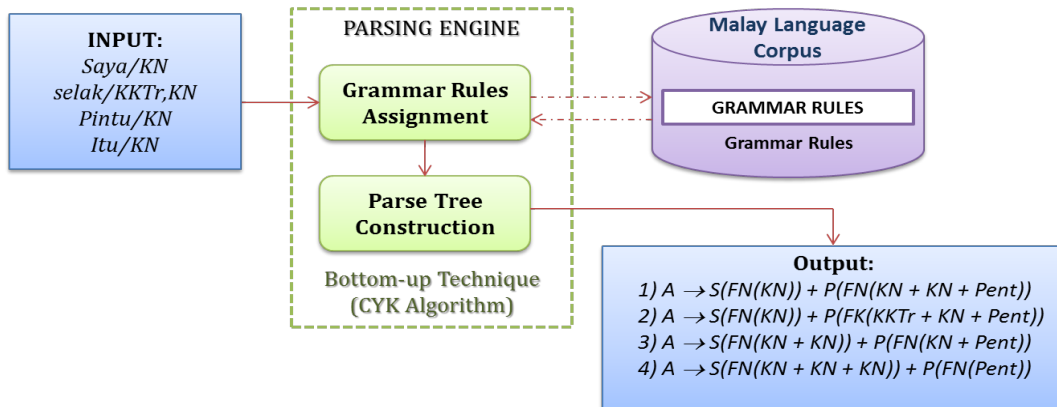 INPUT:
Saya/KN
selak/KKTr,KN
Pintu/KN
Itu/KN
PARSING ENGINE
Grammar Rules
Assignment
Parse Tree
Construction
Bottom-up Technique
(CYK Algorithm)
Malay Language
Corpus
GRAMMAR RULES
Grammar Rules
Output:
1) A → S(FN(KN)) + P(FN(KN + KN + Pent))
2) A → S(FN(KN)) + P(FK(KKTr + KN + Pent))
3) A → S(FN(KN + KN)) + P(FN(KN + Pent))
4) A → S(FN(KN + KN + KN)) + P(FN(Pent))